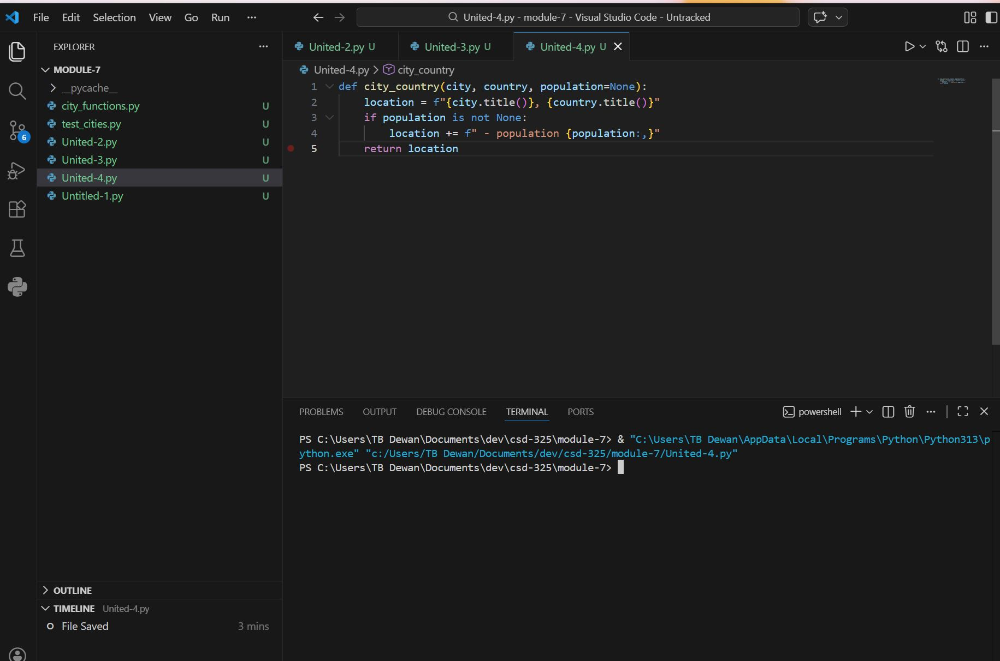 File Edit Selection View Go Run ···
United-4.py - module-7 - Visual Studio Code - Untracked
EXPLORER
MODULE-7
__pycache__
city_functions.py U
test_cities.py U
United-2.py U
United-3.py U
United-4.py U
Untitled-1.py U
6
OUTLINE
TIMELINE United-4.py
File Saved 3 mins
United-2.py U United-3.py U United-4.py U
United-4.py > city_country
1 def city_country(city, country, population=None):
2 location = f"{city.title()}, {country.title()}"
3 if population is not None:
4 location += f" - population {population:,}"
5 return location
PROBLEMS OUTPUT DEBUG CONSOLE TERMINAL PORTS
powershell
PS C:\Users\TB Dewan\Documents\dev\csd-325\module-7> & "C:\Users\TB Dewan\AppData\Local\Programs\Python\Python313\p
ython.exe" "c:/Users/TB Dewan/Documents/dev/csd-325/module-7/United-4.py"
PS C:\Users\TB Dewan\Documents\dev\csd-325\module-7>